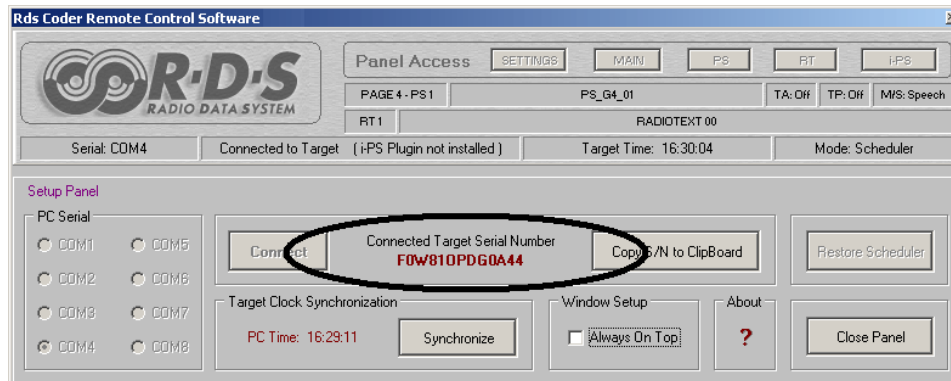 Rds Coder Remote Control Software
R·D·S
RADIO DATA SYSTEM
Panel Access SETTINGS MAIN PS RT i-PS
PAGE 4 - PS1 PS_G4_01 TA: Off TP: Off M/S: Speech
RT1 RADIOTEXT 00
Serial: COM4 Connected to Target ( i-PS Plugin not installed ) Target Time: 16:30:04 Mode: Scheduler
Setup Panel
PC Serial
COM1 COM5
COM2 COM6
COM3 COM7
COM4 COM8
Connect
Connected Target Serial Number
F0W810PDG0A44
Copy S/N to ClipBoard
Restore Scheduler
Target Clock Synchronization
PC Time: 16:29:11 Synchronize
Window Setup
Always On Top
About
?
Close Panel